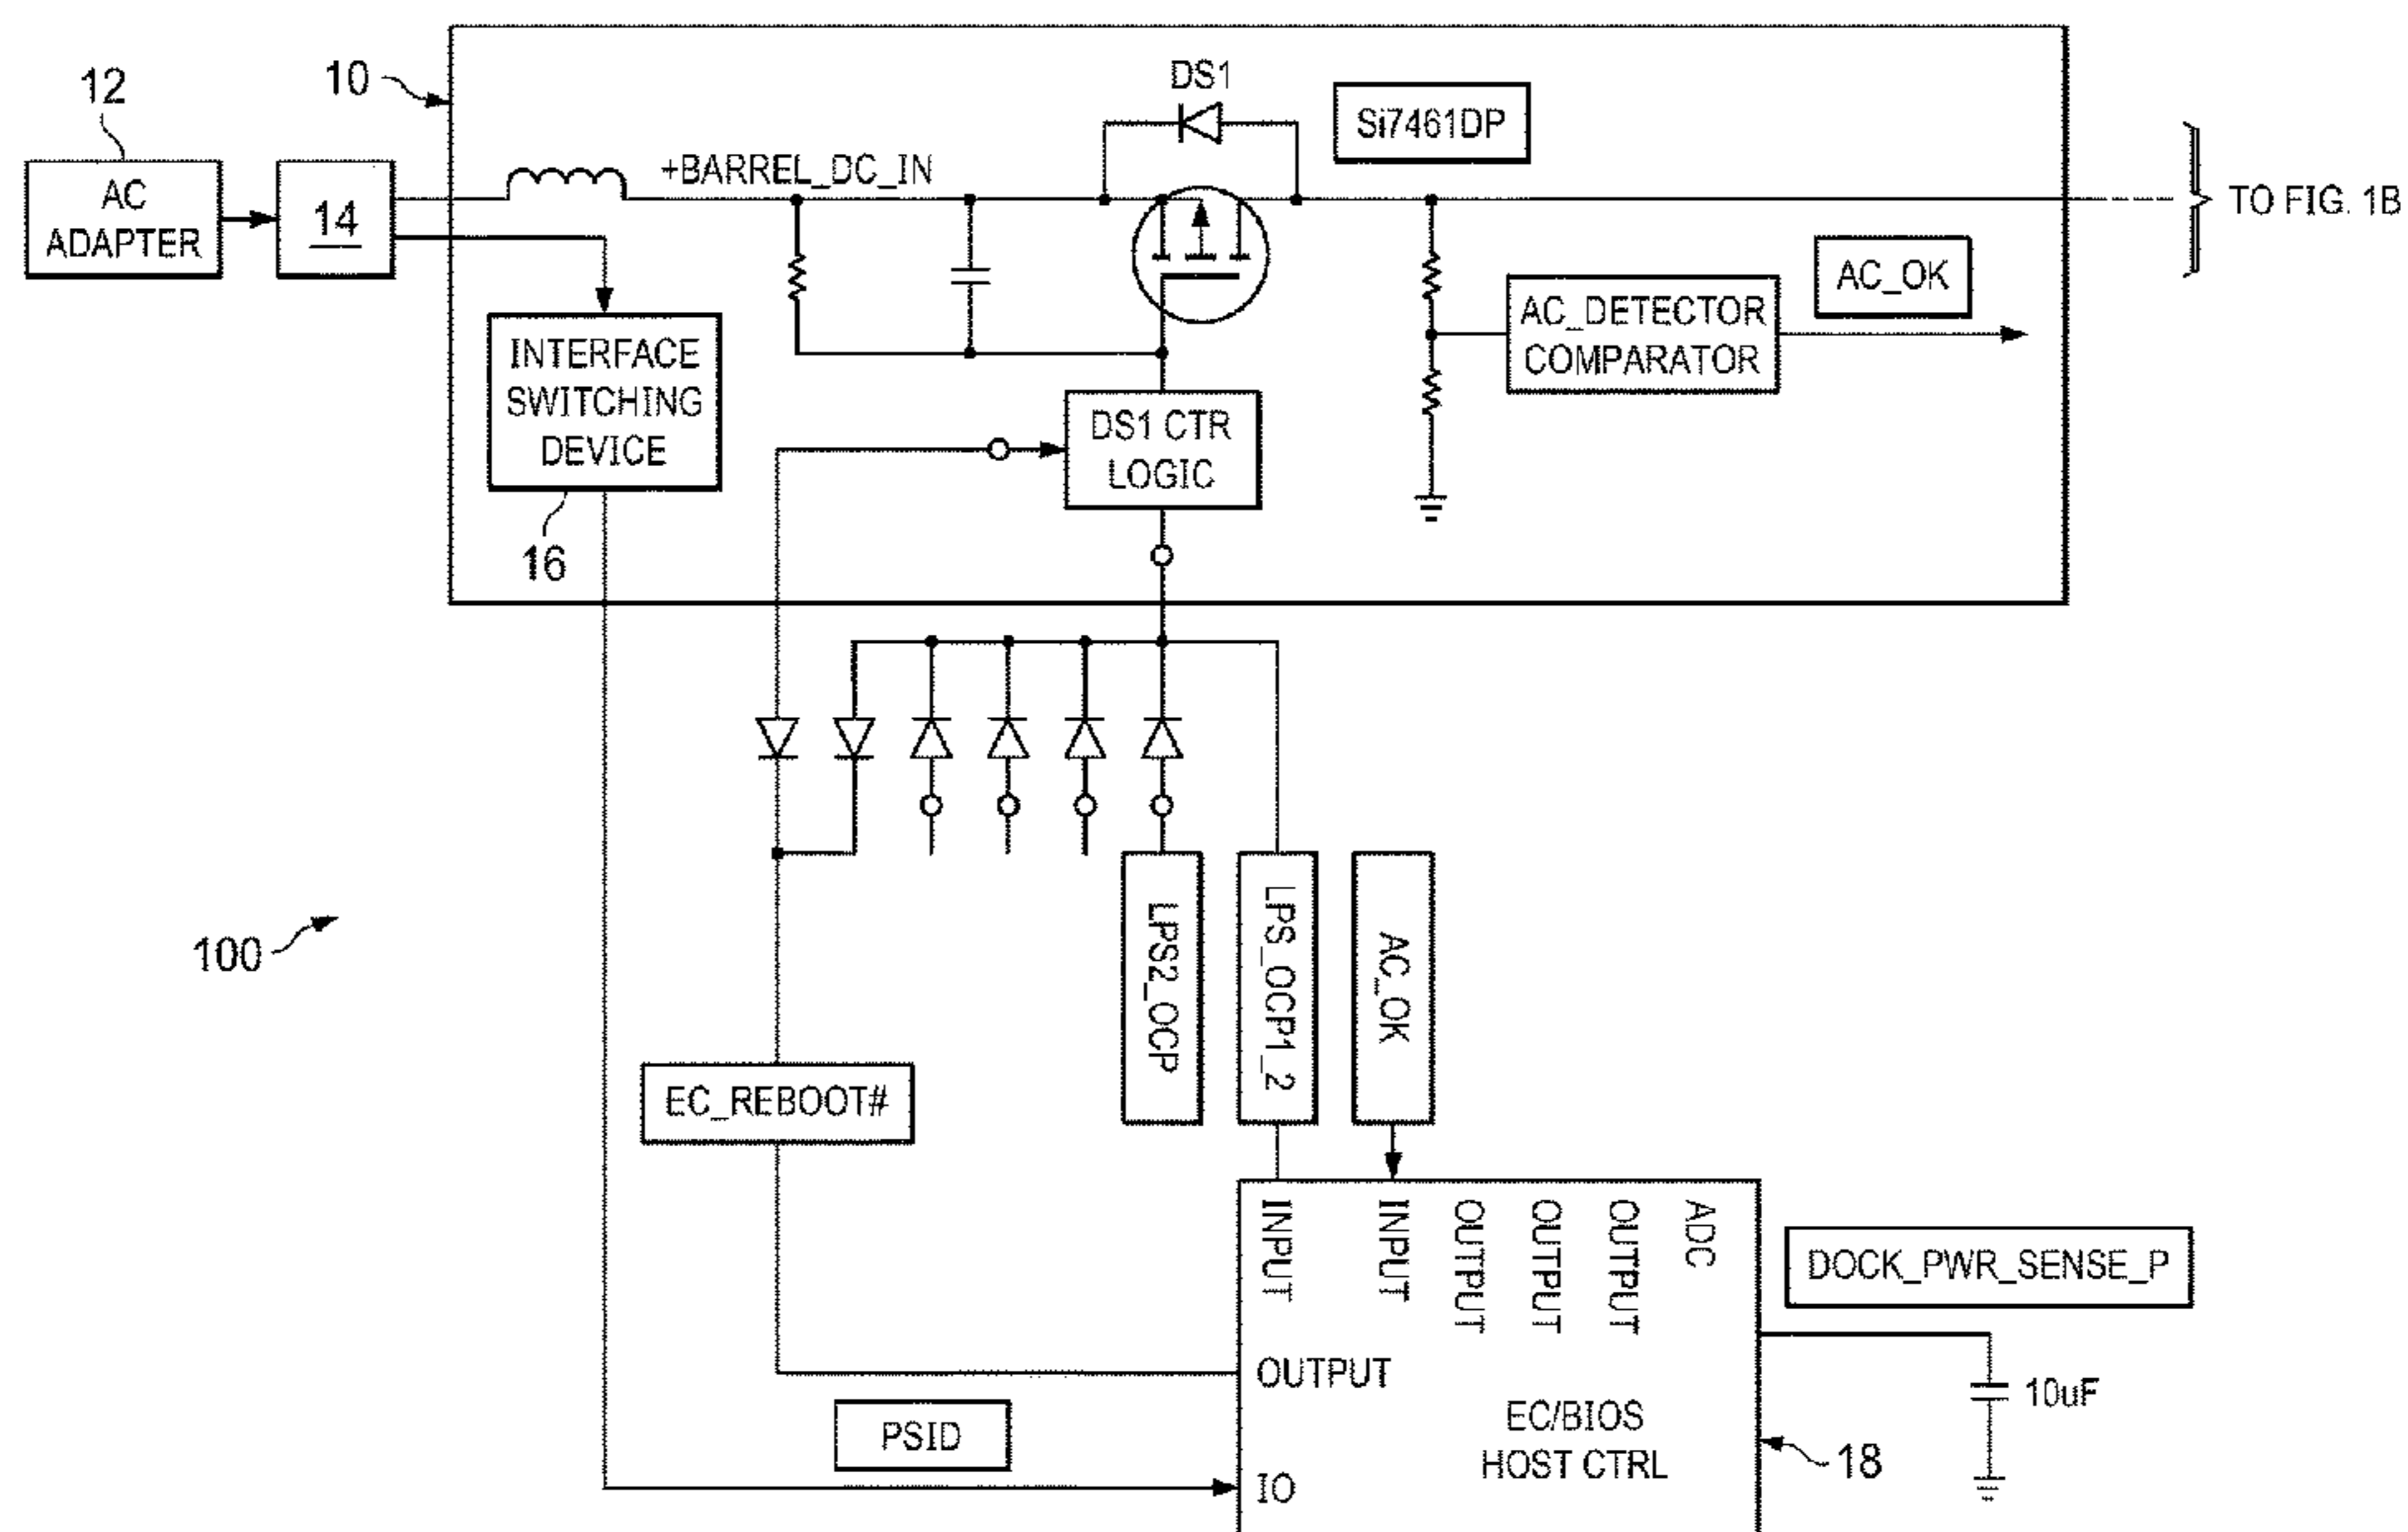 12
10
AC
ADAPTER
14
+BARREL_DC_IN
DS1
Si7461DP
TO FIG. 1B
AC_OK
AC_DETECTOR
COMPARATOR
INTERFACE
SWITCHING
DEVICE
16
DS1 CTR
LOGIC
100
LPS2_OCP
LPS_OCP1_2
AC_OK
EC_REBOOT#
INPUT
INPUT
OUTPUT
OUTPUT
OUTPUT
ADC
DOCK_PWR_SENSE_P
OUTPUT
10uF
PSID
EC/BIOS
HOST CTRL
18
IO